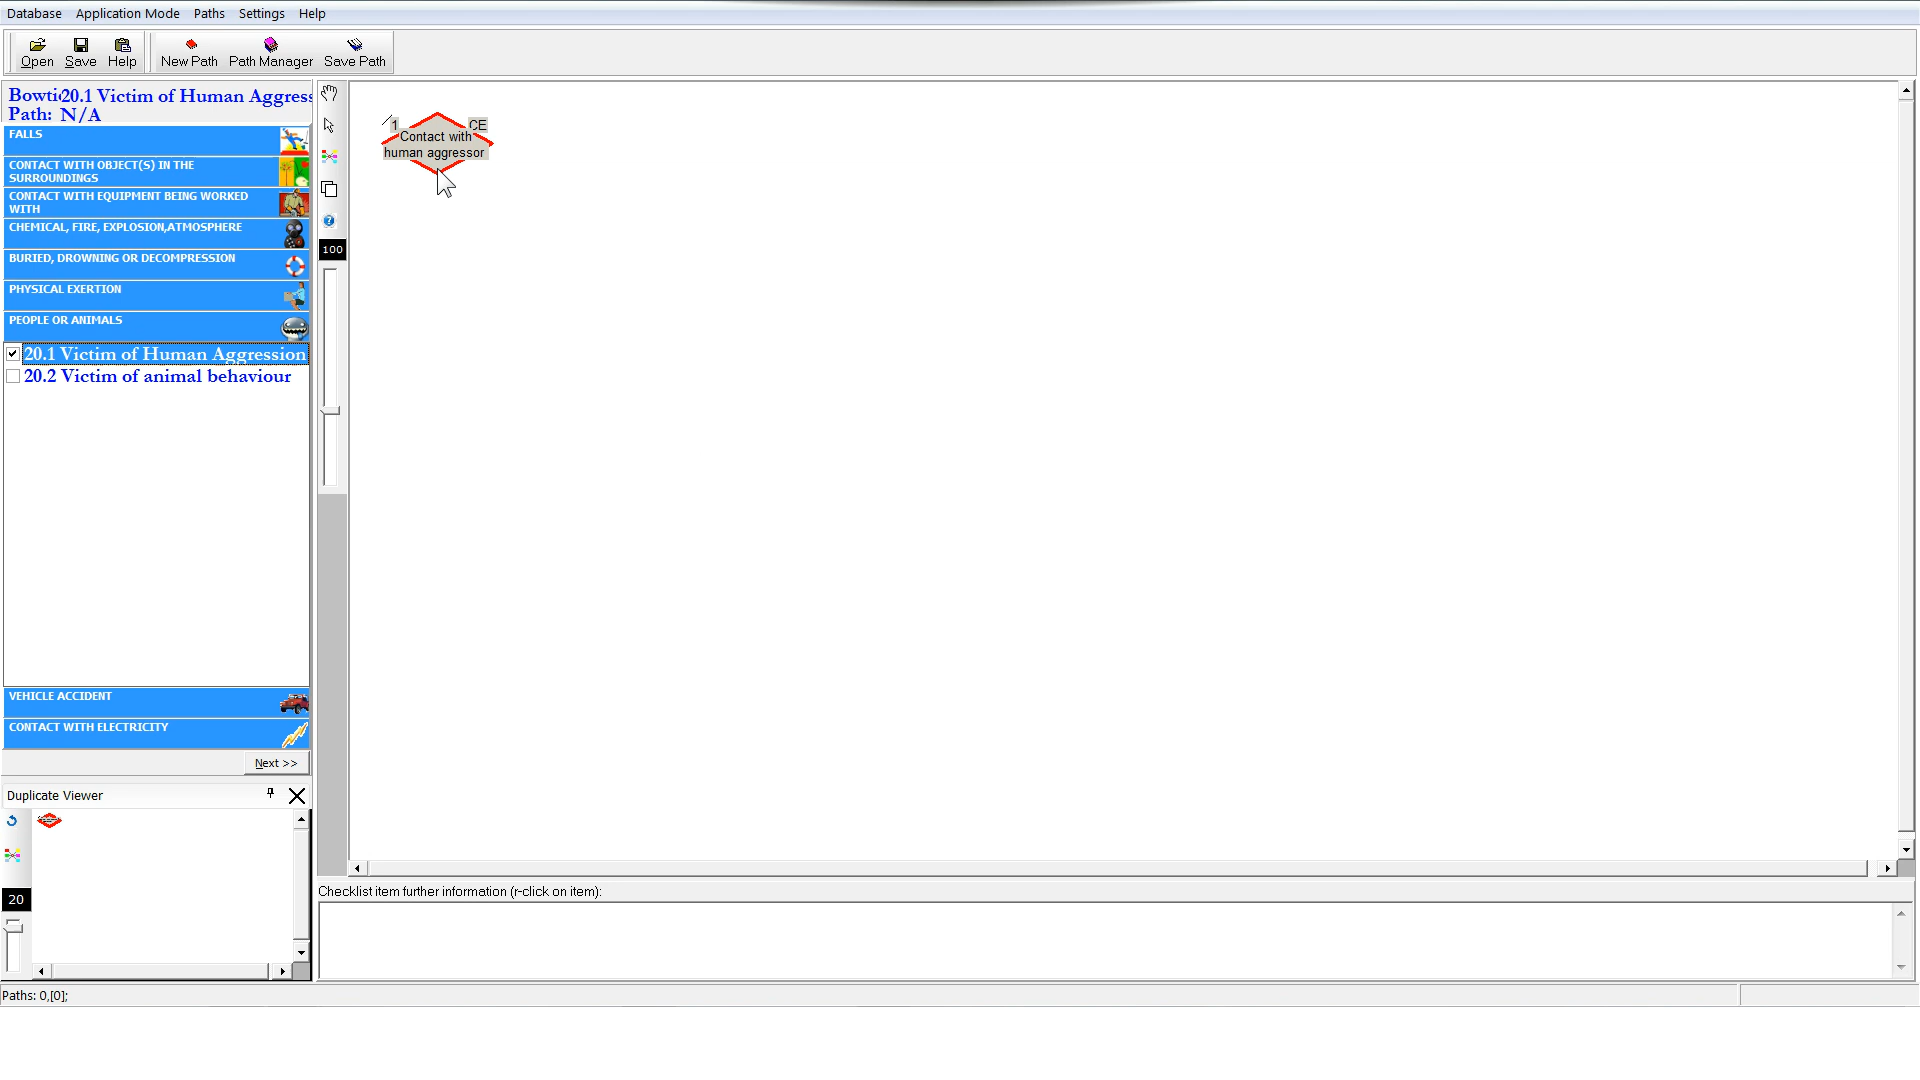 Database Application Mode Paths Settings Help
Open Save Help New Path Path Manager Save Path
Bowti 20.1 Victim of Human Aggress
Path: N/A
FALLS
CONTACT WITH OBJECT(S) IN THE
SURROUNDINGS
CONTACT WITH EQUIPMENT BEING WORKED
WITH
CHEMICAL, FIRE, EXPLOSION,ATMOSPHERE
BURIED, DROWNING OR DECOMPRESSION
PHYSICAL EXERTION
PEOPLE OR ANIMALS
20.1 Victim of Human Aggression
20.2 Victim of animal behaviour
VEHICLE ACCIDENT
CONTACT WITH ELECTRICITY
Next >>
Duplicate Viewer
20
100
1 CE
Contact with
human aggressor
Checklist item further information (r-click on item):
Paths: 0,[0];